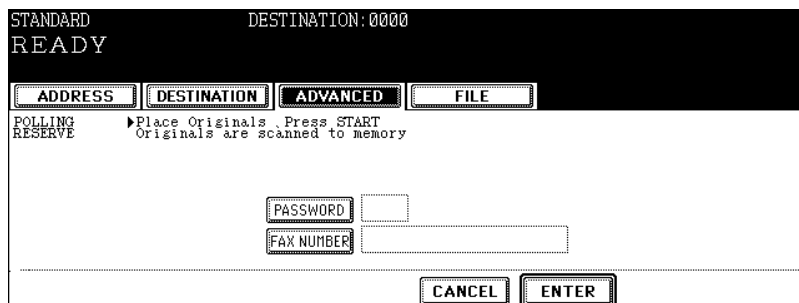 STANDARD DESTINATION:0000
READY
ADDRESS DESTINATION ADVANCED FILE
POLLING ▶Place Originals 、Press START
RESERVE Originals are scanned to memory
PASSWORD
FAX NUMBER
CANCEL ENTER